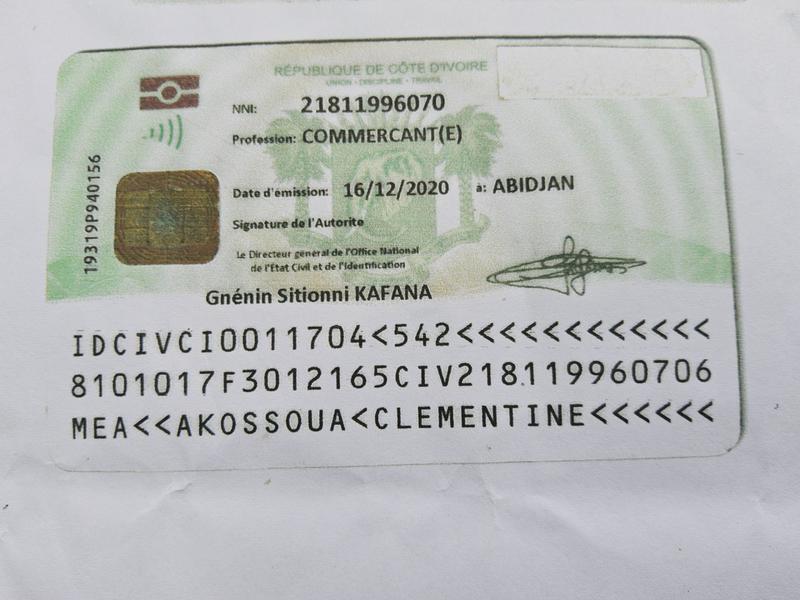 RÉPUBLIQUE DE CÔTE D'IVOIRE
UNION - DISCIPLINE - TRAVAIL
NNI: 21811996070
Profession: COMMERCANT(E)
Date d'émission: 16/12/2020 à: ABIDJAN
Signature de l'Autorite
Le Directeur général de l'Office National
de l'État Civil et de l'Identification
Gnénin Sitionni KAFANA
19319P940156
IDCIVCI0011704<542<<<<<<<<<<<<
8101017F3012165CIV218119960706
MEA<<AKOSSOUA<CLEMENTINE<<<<<<